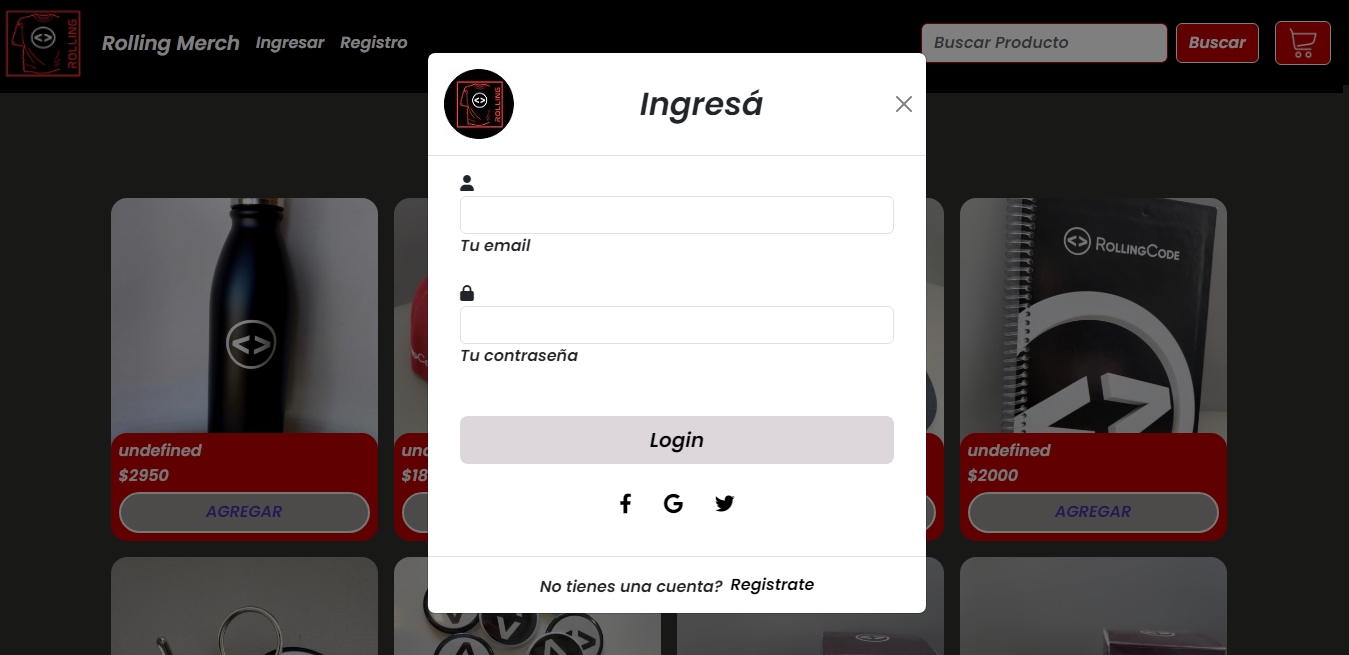 ROLLING
Rolling Merch
Ingresar
Registro
Buscar Producto
Buscar
ROLLING
Ingresá
Tu email
Tu contraseña
Login
No tienes una cuenta? Registrate
ROLLINGCODE
undefined
$2950
AGREGAR
und
$18
undefined
$2000
AGREGAR